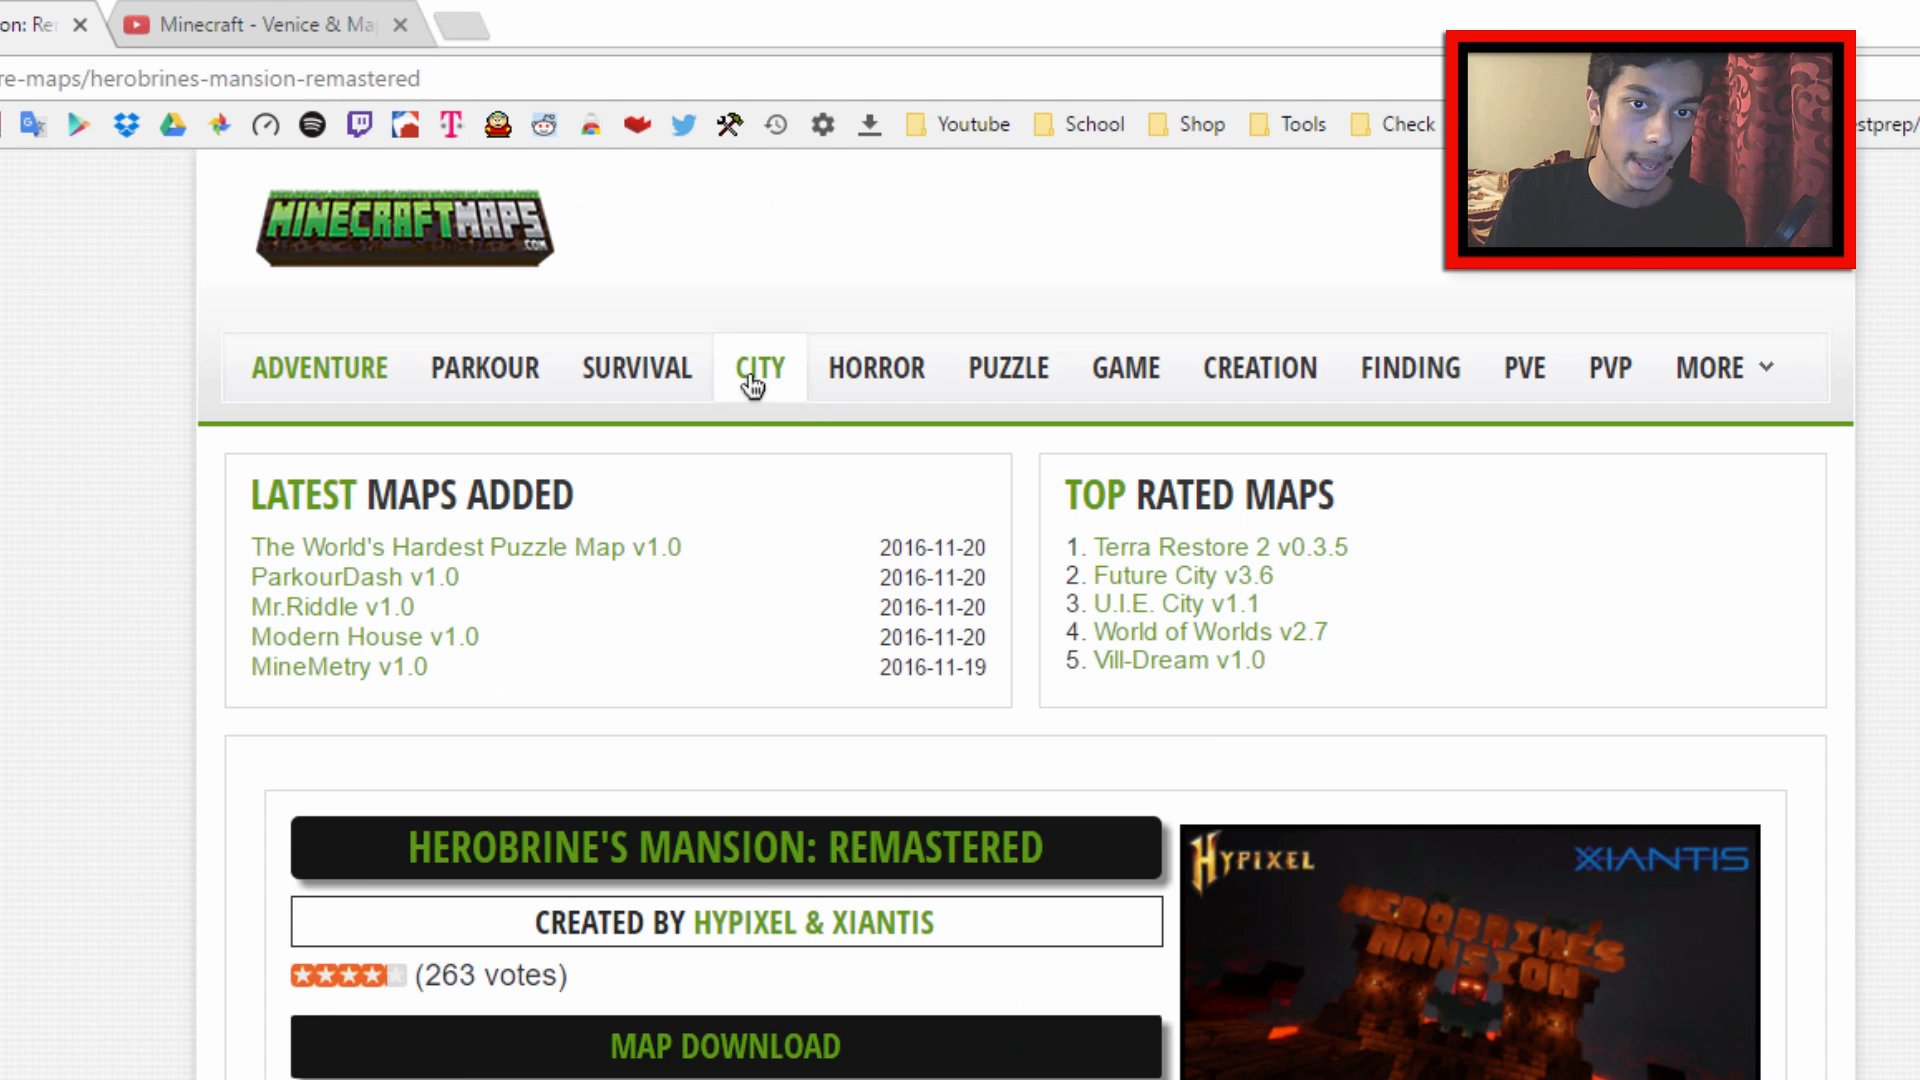 on: Re
Minecraft - Venice & Ma
re-maps/herobrines-mansion-remastered
Youtube
School
Shop
Tools
Check
stprep/
MINECRAFTMAPS
.COM
ADVENTURE PARKOUR SURVIVAL CITY HORROR PUZZLE GAME CREATION FINDING PVE PVP MORE
LATEST MAPS ADDED
The World's Hardest Puzzle Map v1.0 2016-11-20
ParkourDash v1.0 2016-11-20
Mr.Riddle v1.0 2016-11-20
Modern House v1.0 2016-11-20
MineMetry v1.0 2016-11-19
TOP RATED MAPS
1. Terra Restore 2 v0.3.5
2. Future City v3.6
3. U.I.E. City v1.1
4. World of Worlds v2.7
5. Vill-Dream v1.0
HEROBRINE'S MANSION: REMASTERED
CREATED BY HYPIXEL & XIANTIS
(263 votes)
MAP DOWNLOAD
HYPIXEL
XIANTIS
HEROBRINE'S
MANSION